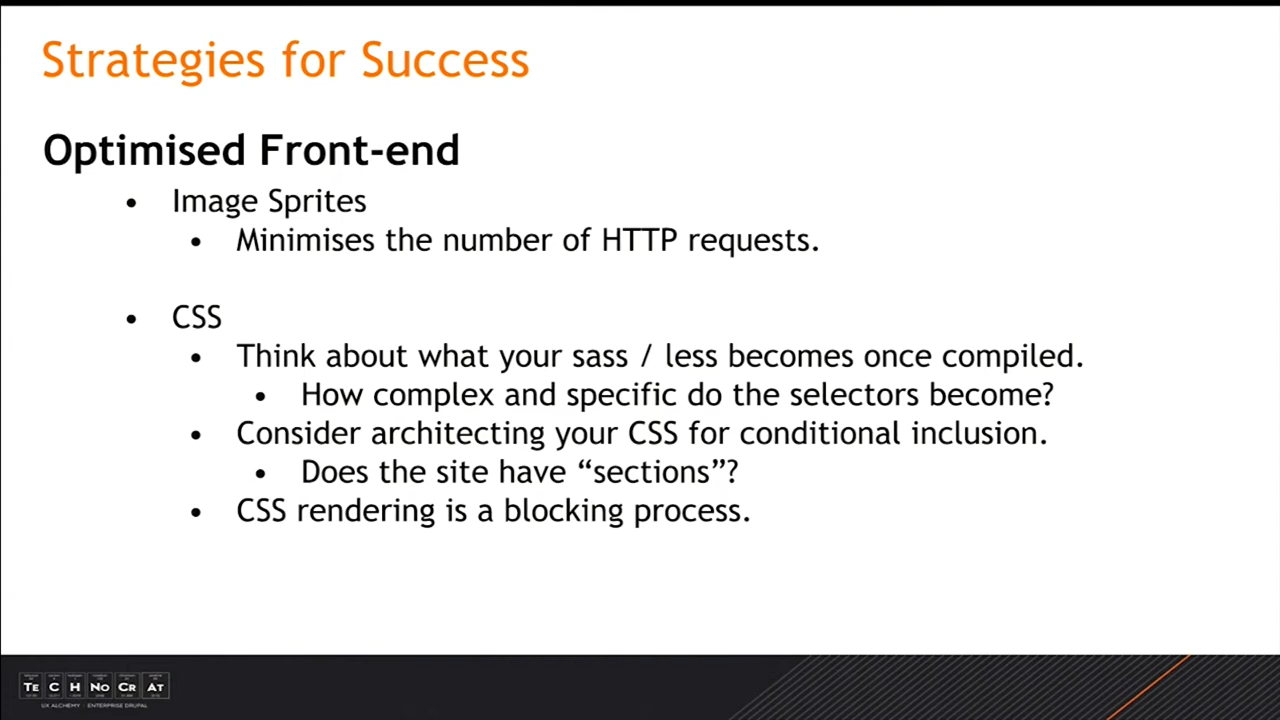 Strategies for Success
Optimised Front-end
• Image Sprites
• Minimises the number of HTTP requests.
• CSS
• Think about what your sass / less becomes once compiled.
• How complex and specific do the selectors become?
• Consider architecting your CSS for conditional inclusion.
• Does the site have “sections”?
• CSS rendering is a blocking process.
TE C H NO CR AT
UX ALCHEMY · ENTERPRISE DRUPAL